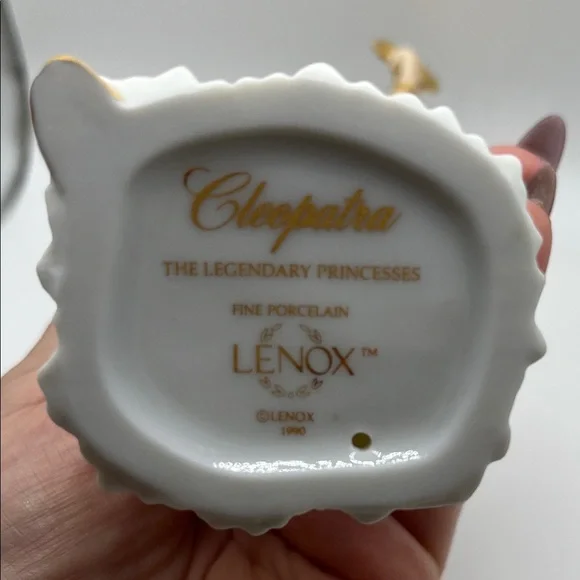 Cleopatra
THE LEGENDARY PRINCESSES
FINE PORCELAIN
LENOX™
©LENOX
1990